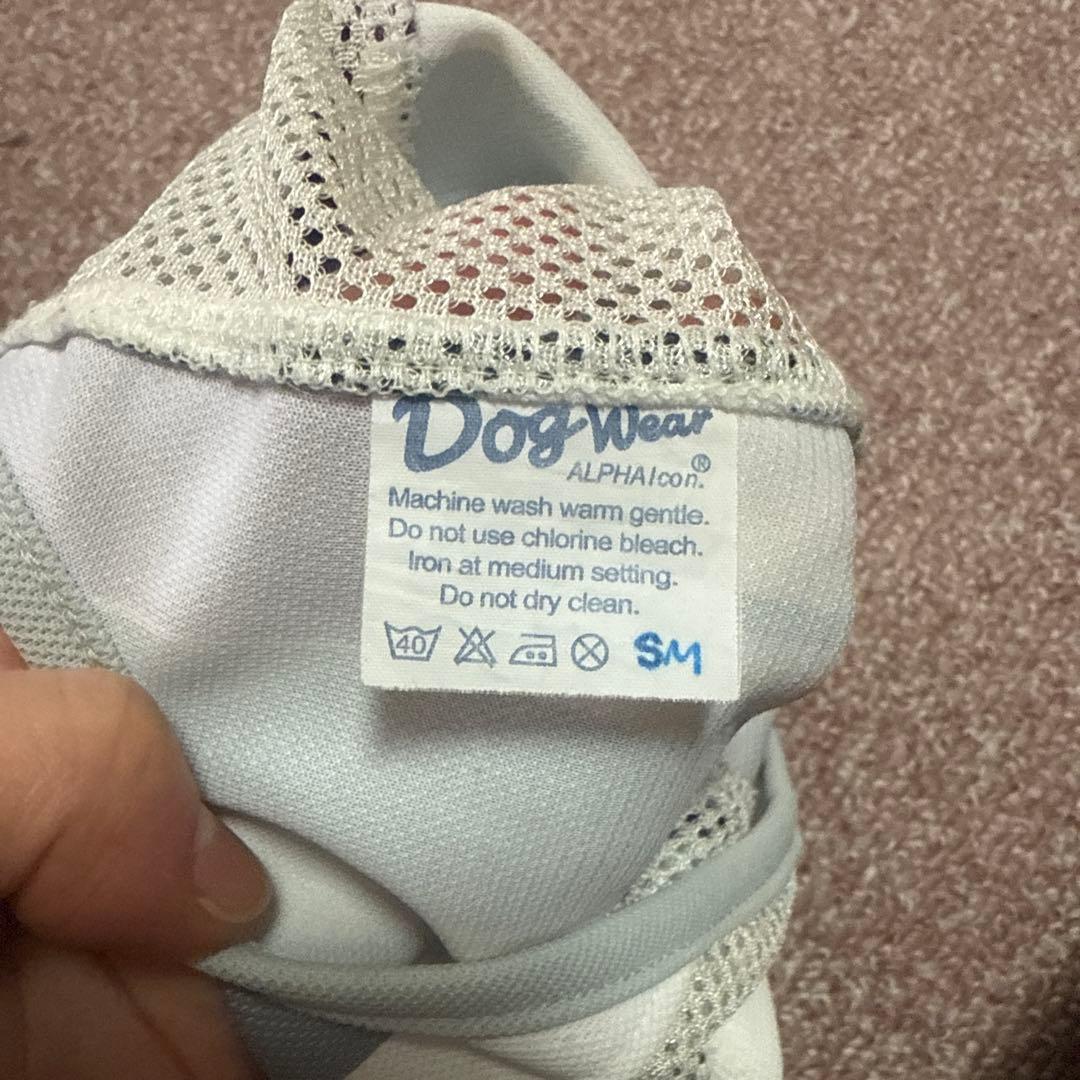 Dog Wear
ALPHAIcon.®
Machine wash warm gentle.
Do not use chlorine bleach.
Iron at medium setting.
Do not dry clean.
40 SM